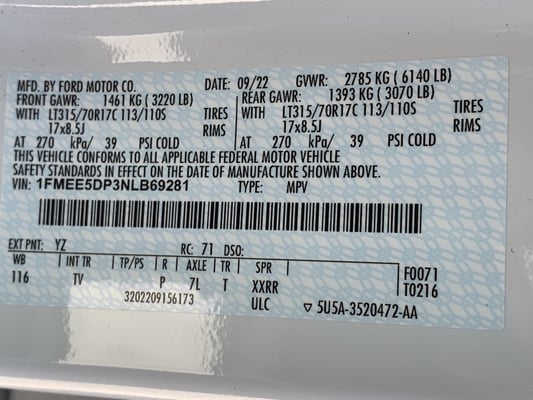 MFD. BY FORD MOTOR CO. DATE: 09/22 GVWR: 2785 KG ( 6140 LB)
FRONT GAWR: 1461 KG ( 3220 LB) REAR GAWR: 1393 KG ( 3070 LB)
WITH LT315/70R17C 113/110S TIRES WITH LT315/70R17C 113/110S TIRES
17x8.5J RIMS 17x8.5J RIMS
AT 270 kPa/ 39 PSI COLD AT 270 kPa/ 39 PSI COLD
THIS VEHICLE CONFORMS TO ALL APPLICABLE FEDERAL MOTOR VEHICLE
SAFETY STANDARDS IN EFFECT ON THE DATE OF MANUFACTURE SHOWN ABOVE.
VIN: 1FMEE5DP3NLB69281 TYPE: MPV
EXT PNT: YZ RC: 71 DSO:
WB INT TR TP/PS R AXLE TR SPR F0071
116 TV P 7L T XXRR T0216
3202209156173 ULC ▽ 5U5A-3520472-AA